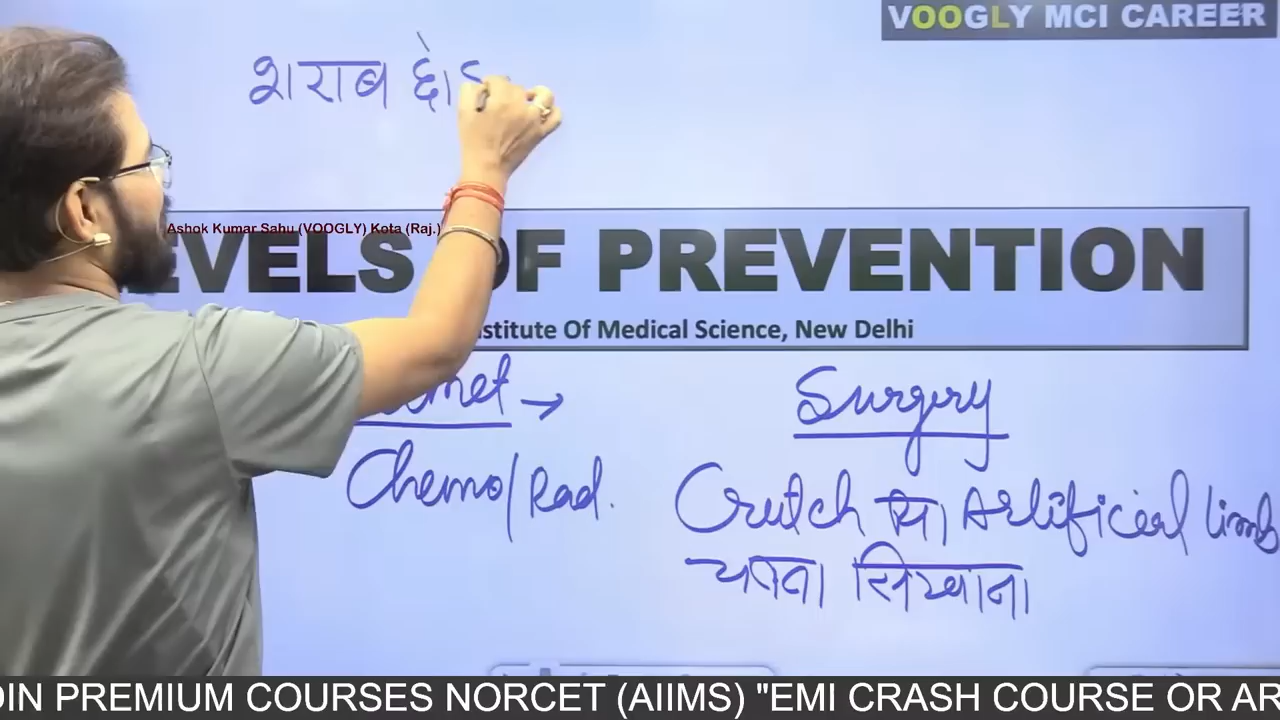 VOOGLY MCI CAREER
शराब छोड
Ashok Kumar Sahu (VOOGLY) Kota (Raj.)
EVELS OF PREVENTION
stitute Of Medical Science, New Delhi
Surgery
Chemo/Rad.
Crutch या Artificial limb
चलना सिखाना
OIN PREMIUM COURSES NORCET (AIIMS) "EMI CRASH COURSE OR AR